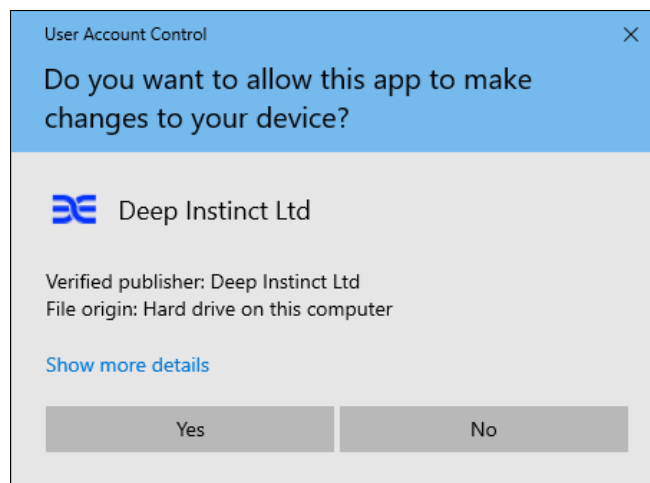 User Account Control
Do you want to allow this app to make
changes to your device?
Deep Instinct Ltd
Verified publisher: Deep Instinct Ltd
File origin: Hard drive on this computer
Show more details
Yes
No